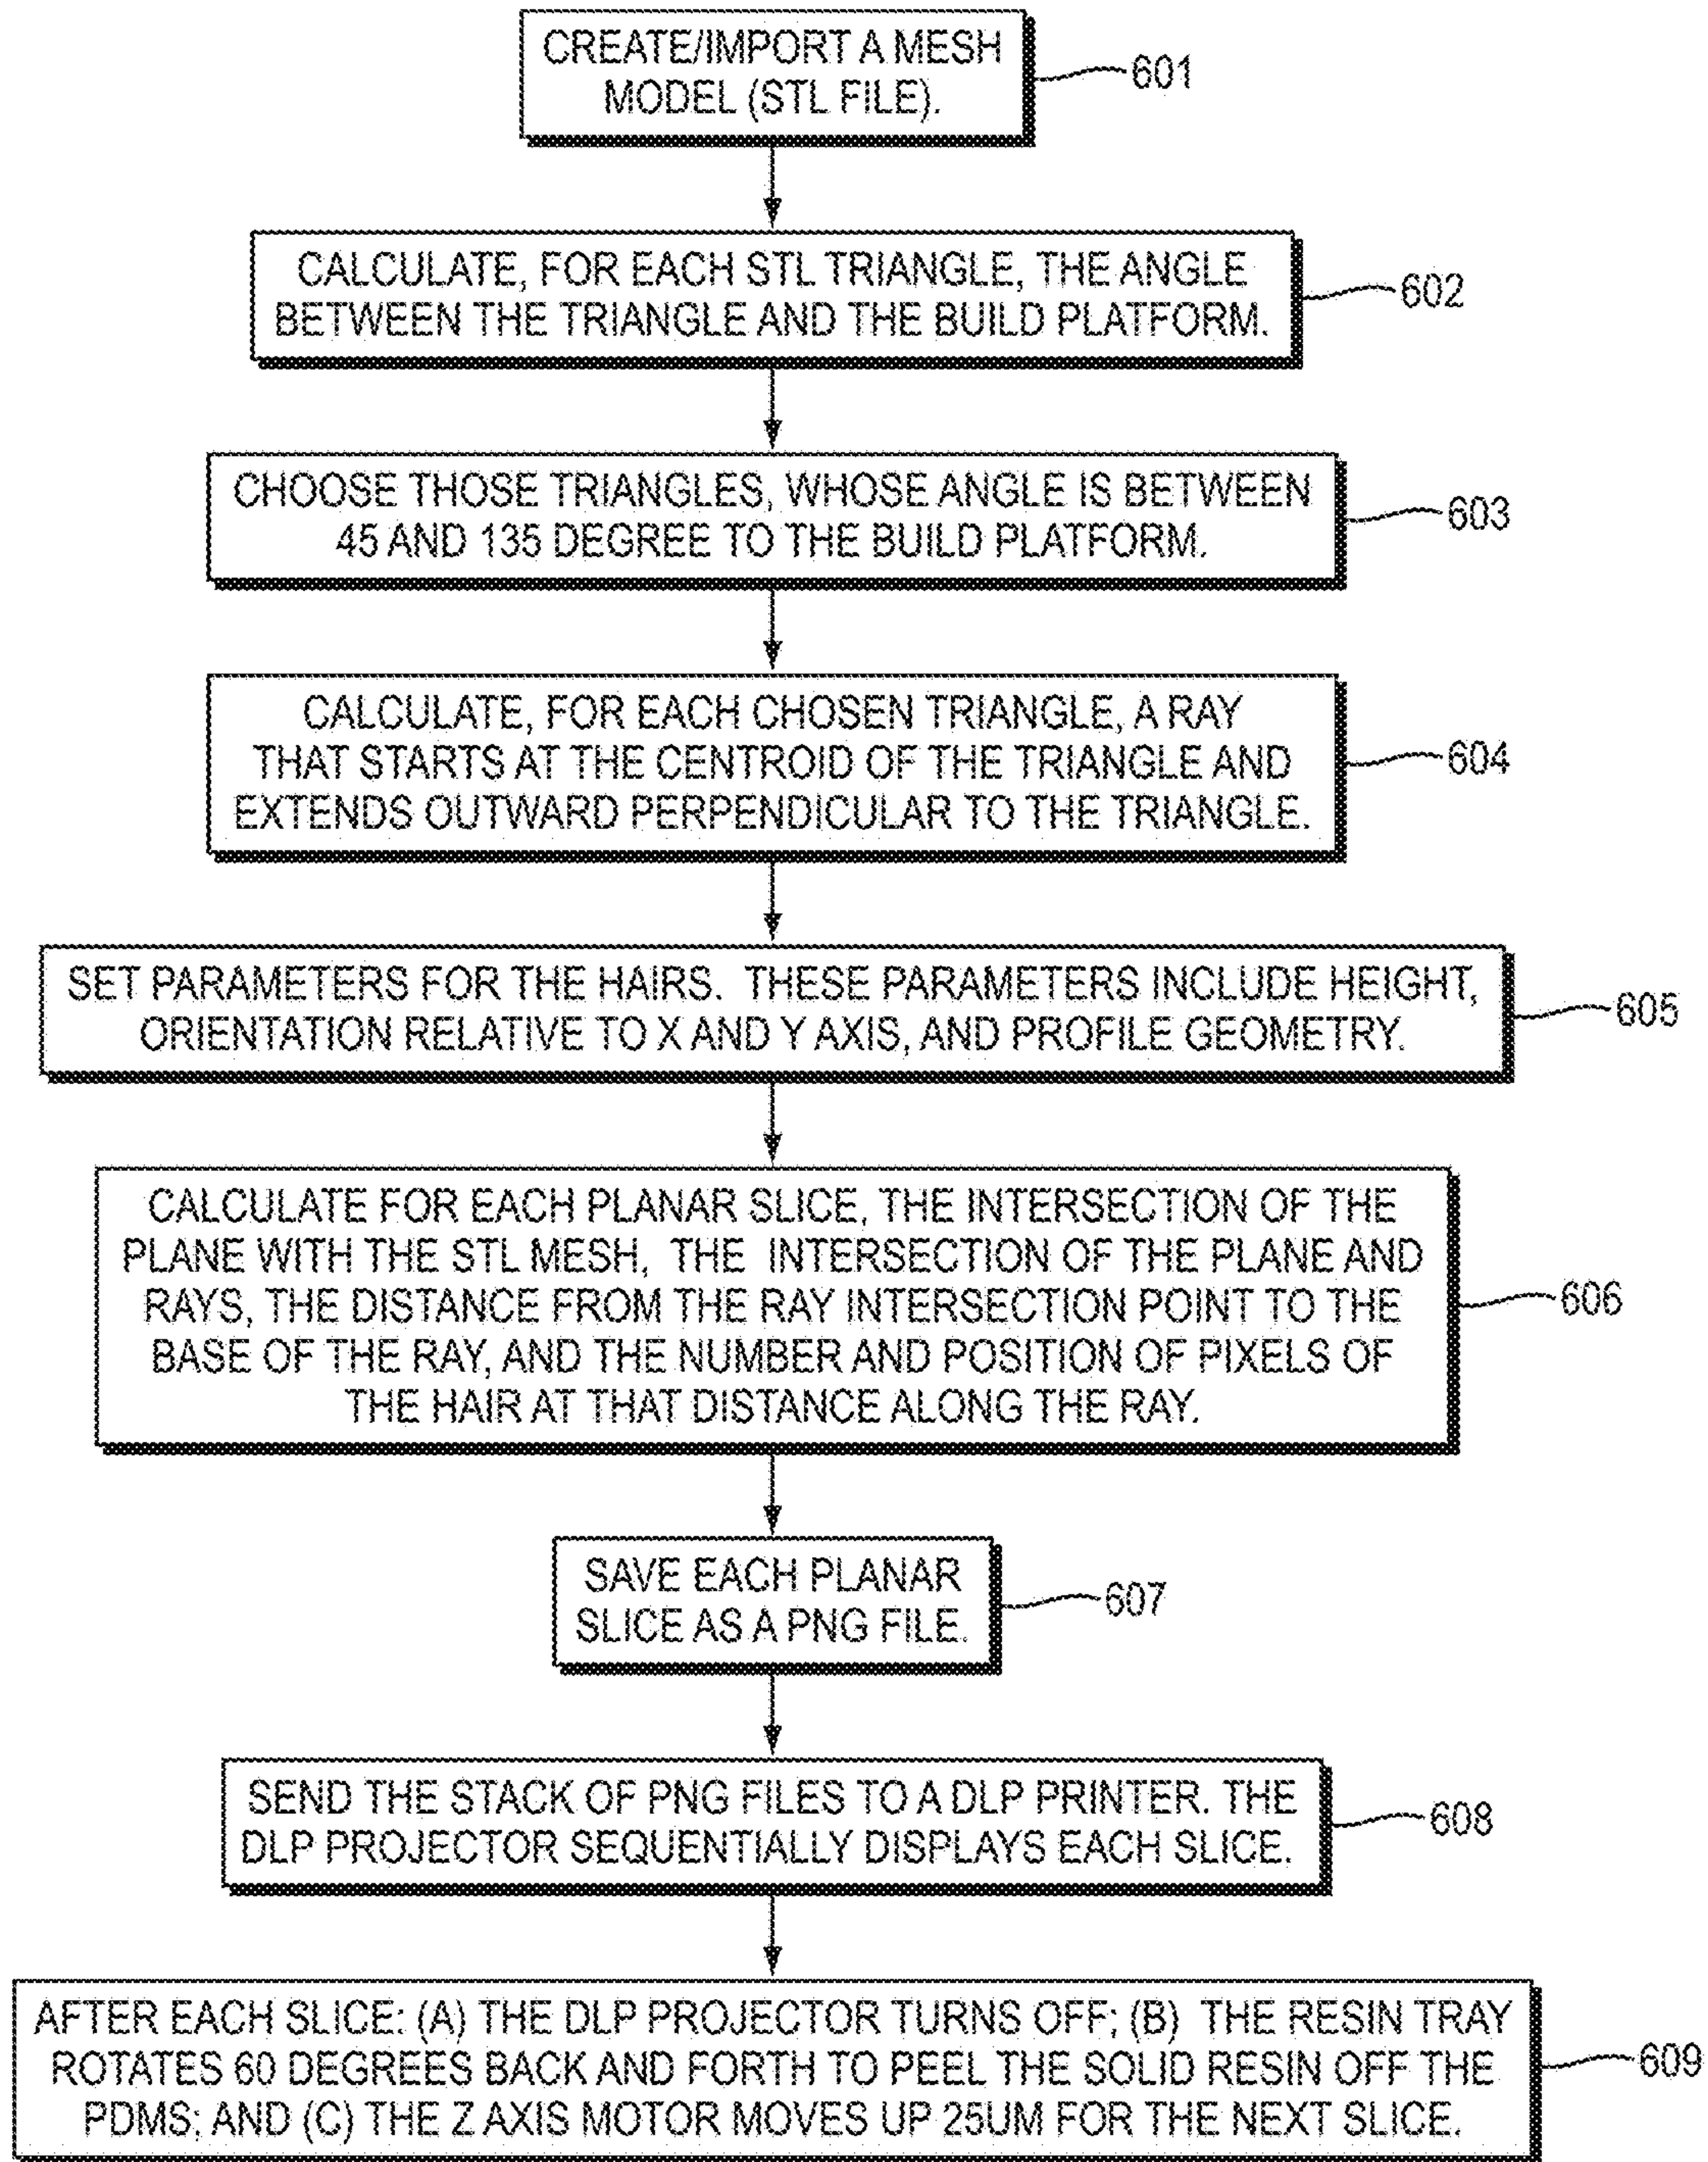 CREATE/IMPORT A MESH
MODEL (STL FILE).
601
CALCULATE, FOR EACH STL TRIANGLE, THE ANGLE
BETWEEN THE TRIANGLE AND THE BUILD PLATFORM.
602
CHOOSE THOSE TRIANGLES, WHOSE ANGLE IS BETWEEN
45 AND 135 DEGREE TO THE BUILD PLATFORM.
603
CALCULATE, FOR EACH CHOSEN TRIANGLE, A RAY
THAT STARTS AT THE CENTROID OF THE TRIANGLE AND
EXTENDS OUTWARD PERPENDICULAR TO THE TRIANGLE.
604
SET PARAMETERS FOR THE HAIRS. THESE PARAMETERS INCLUDE HEIGHT,
ORIENTATION RELATIVE TO X AND Y AXIS, AND PROFILE GEOMETRY.
605
CALCULATE FOR EACH PLANAR SLICE, THE INTERSECTION OF THE
PLANE WITH THE STL MESH, THE INTERSECTION OF THE PLANE AND
RAYS, THE DISTANCE FROM THE RAY INTERSECTION POINT TO THE
BASE OF THE RAY, AND THE NUMBER AND POSITION OF PIXELS OF
THE HAIR AT THAT DISTANCE ALONG THE RAY.
606
SAVE EACH PLANAR
SLICE AS A PNG FILE.
607
SEND THE STACK OF PNG FILES TO A DLP PRINTER. THE
DLP PROJECTOR SEQUENTIALLY DISPLAYS EACH SLICE.
608
AFTER EACH SLICE: (A) THE DLP PROJECTOR TURNS OFF; (B) THE RESIN TRAY
ROTATES 60 DEGREES BACK AND FORTH TO PEEL THE SOLID RESIN OFF THE
PDMS; AND (C) THE Z AXIS MOTOR MOVES UP 25UM FOR THE NEXT SLICE.
609